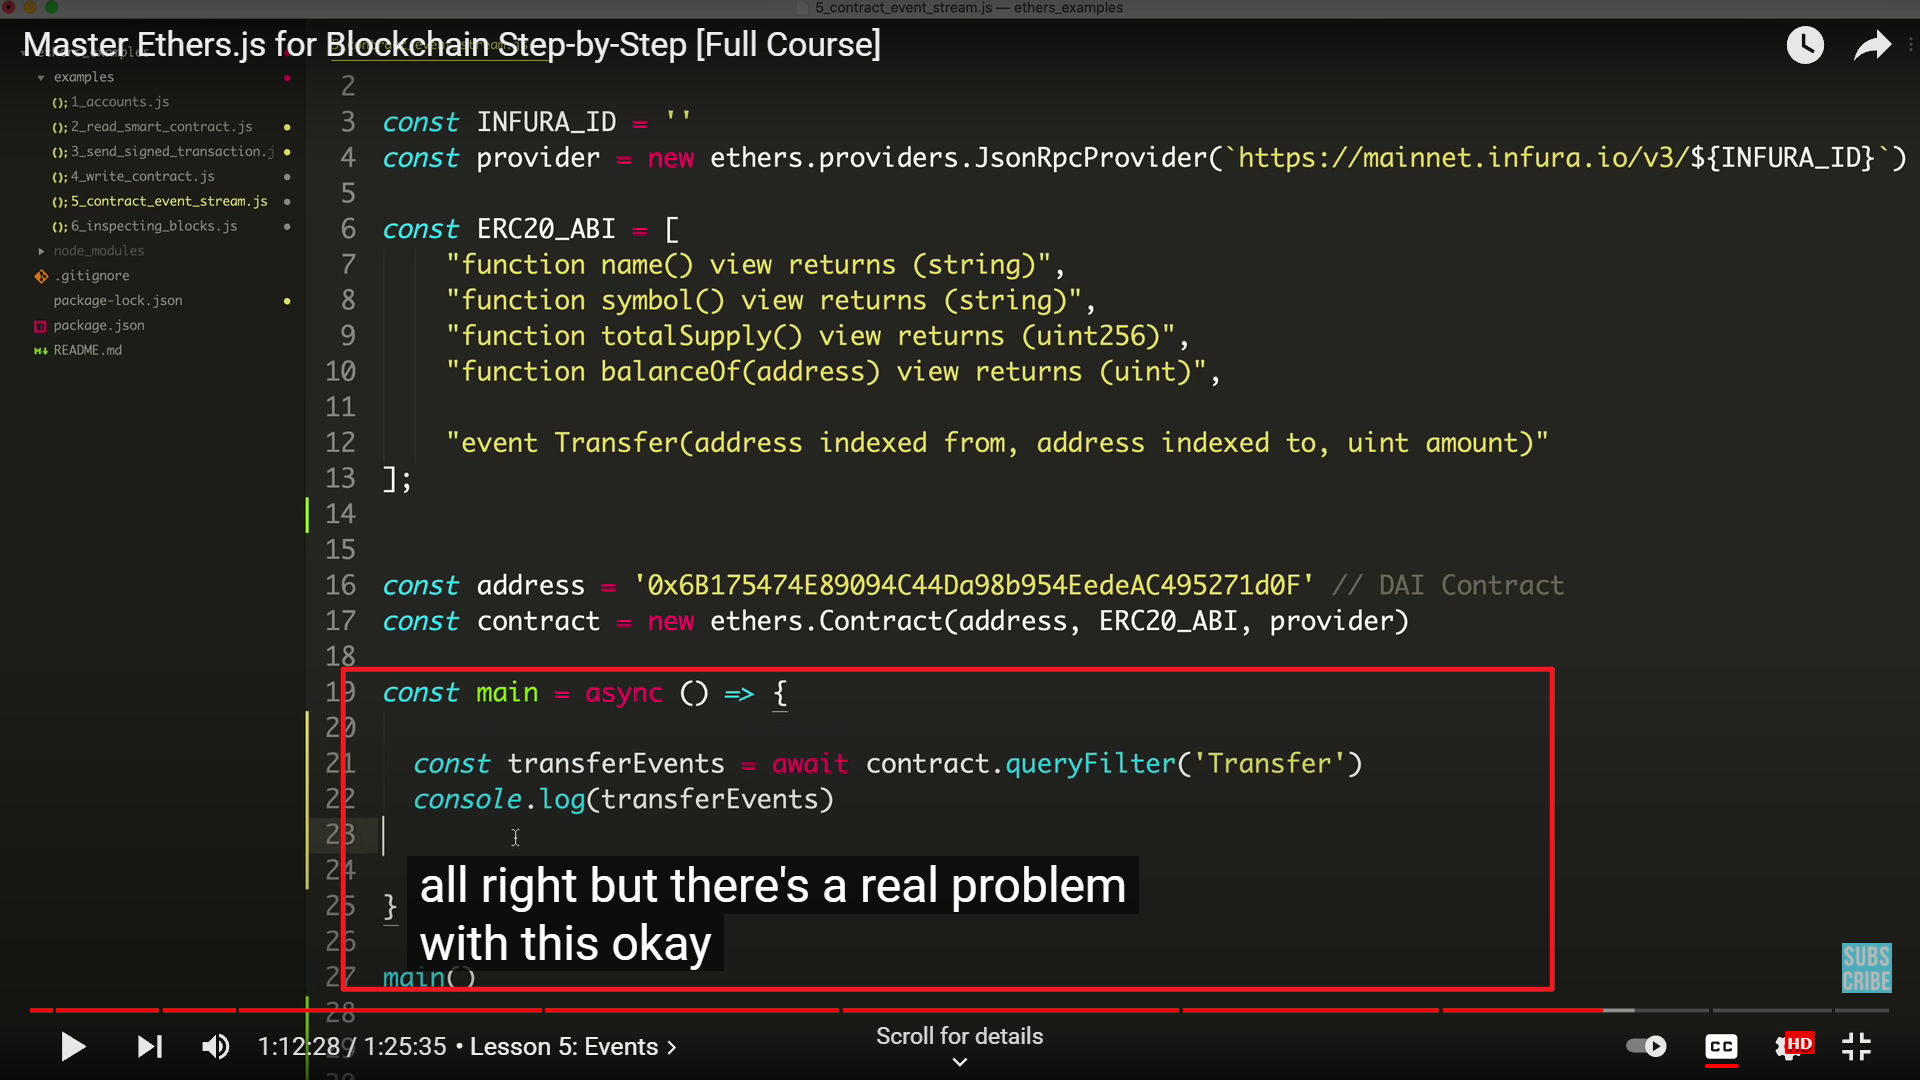 5_contract_event_stream.js — ethers_examples
Master Ethers.js for Blockchain Step-by-Step [Full Course]
examples
1_accounts.js
2_read_smart_contract.js
3_send_signed_transaction.j
4_write_contract.js
5_contract_event_stream.js
6_inspecting_blocks.js
node_modules
.gitignore
package-lock.json
package.json
README.md
2
3 const INFURA_ID = ''
4 const provider = new ethers.providers.JsonRpcProvider(`https://mainnet.infura.io/v3/${INFURA_ID}`)
5
6 const ERC20_ABI = [
7 "function name() view returns (string)",
8 "function symbol() view returns (string)",
9 "function totalSupply() view returns (uint256)",
10 "function balanceOf(address) view returns (uint)",
11
12 "event Transfer(address indexed from, address indexed to, uint amount)"
13 ];
14
15
16 const address = '0x6B175474E89094C44Da98b954EedeAC495271d0F' // DAI Contract
17 const contract = new ethers.Contract(address, ERC20_ABI, provider)
18
19 const main = async () => {
20
21 const transferEvents = await contract.queryFilter('Transfer')
22 console.log(transferEvents)
23
24
25 }
26
27 main()
28
29
all right but there's a real problem
with this okay
SUBS
CRIBE
1:12:28 / 1:25:35 • Lesson 5: Events >
Scroll for details
CC
HD